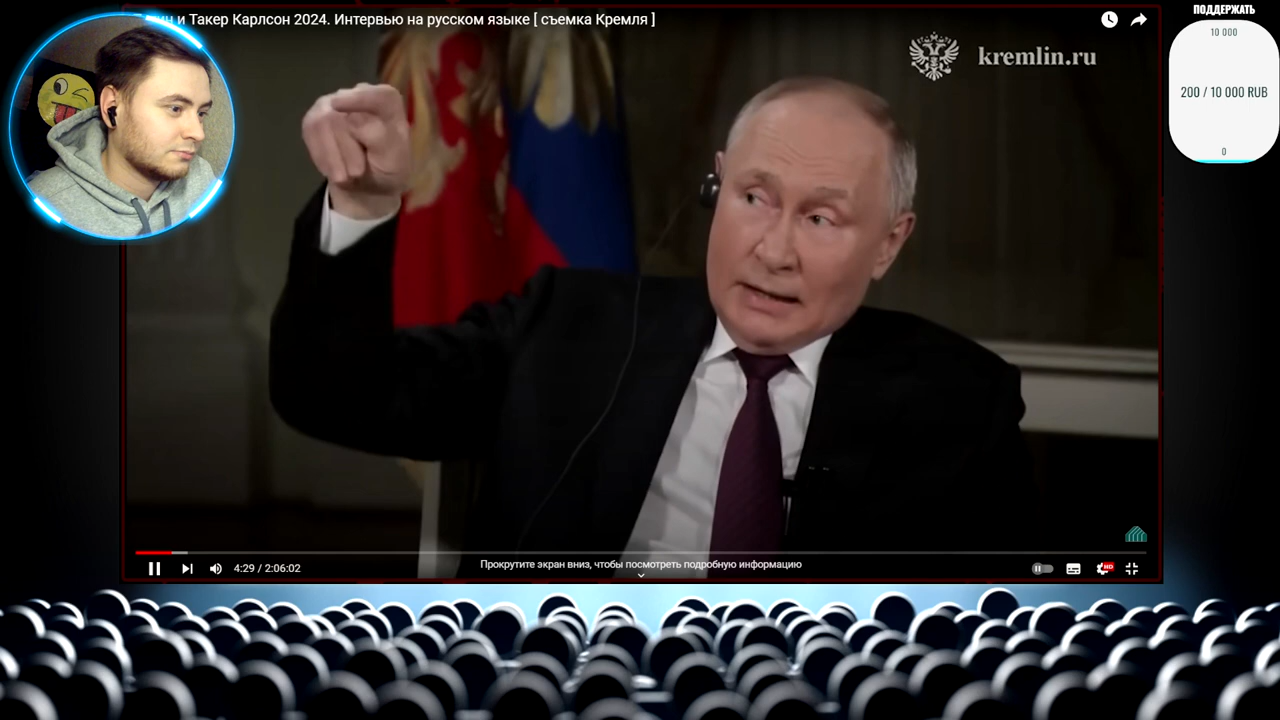 и Такер Карлсон 2024. Интервью на русском языке [ съемка Кремля ]
kremlin.ru
ПОДДЕРЖАТЬ
10 000
200 / 10 000 RUB
0
4:29 / 2:06:02
Прокрутите экран вниз, чтобы посмотреть подробную информацию
HD